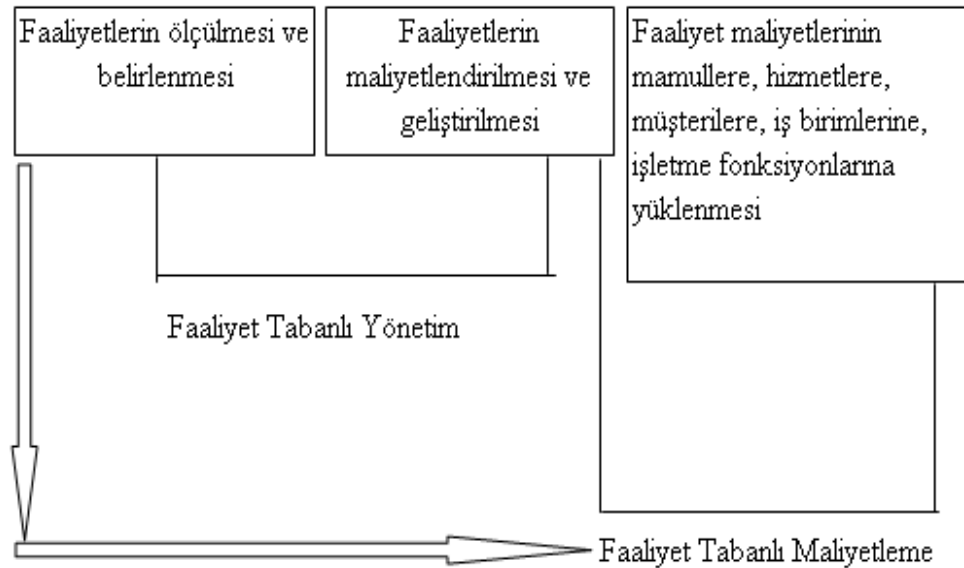 Faaliyetlerin ölçülmesi ve
belirlenmesi
Faaliyetlerin
maliyetlendirilmesi ve
geliştirilmesi
Faaliyet maliyetlerinin
mamullere, hizmetlere,
müşterilere, iş birimlerine,
işletme fonksiyonlarına
yüklenmesi
Faaliyet Tabanlı Yönetim
Faaliyet Tabanlı Maliyetleme